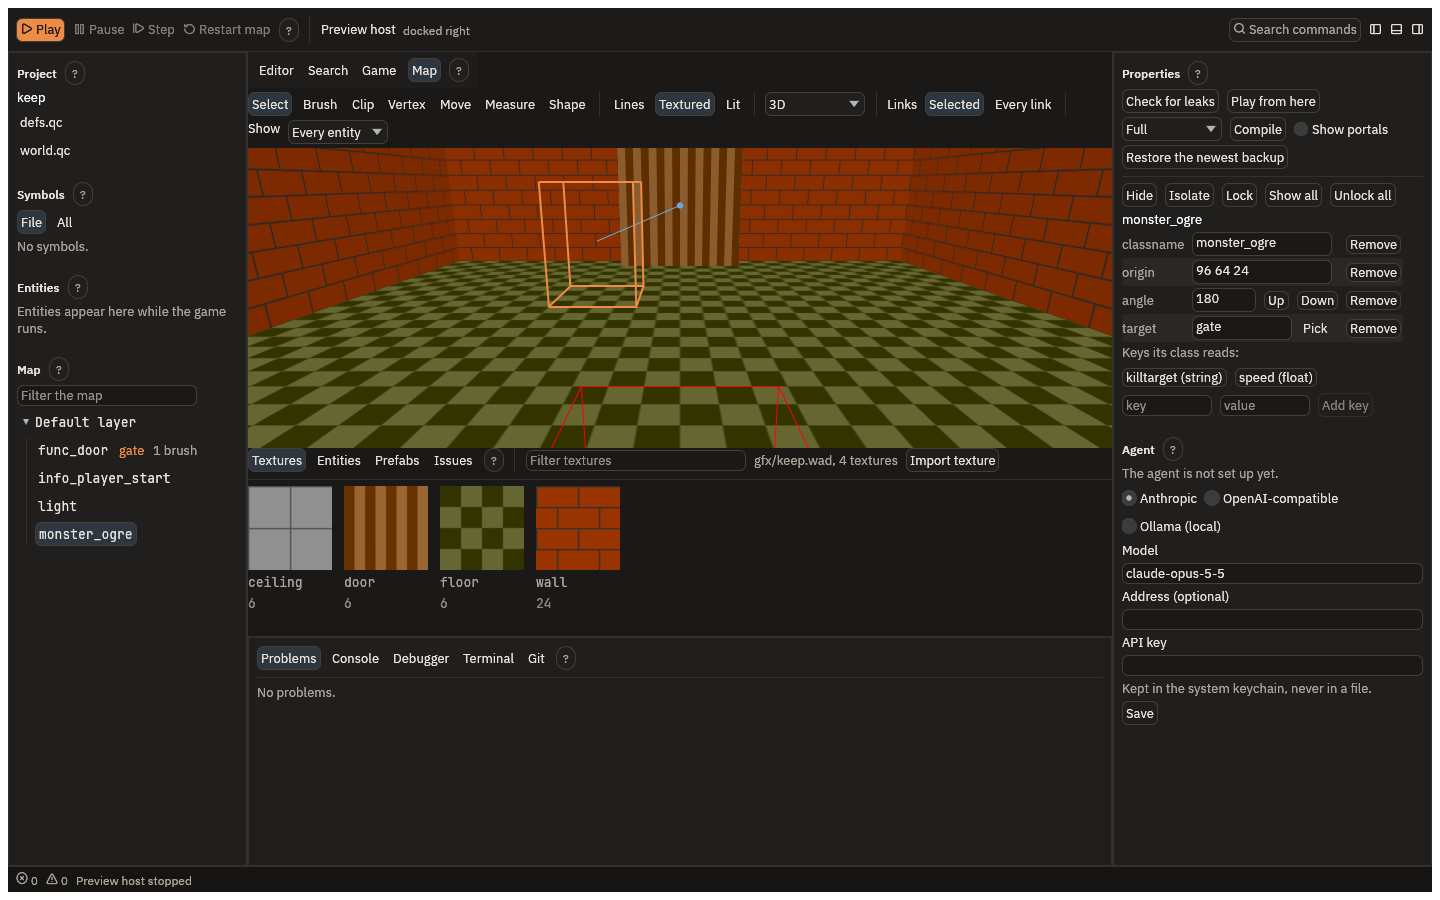 Play Pause Step Restart map ? Preview host docked right Search commands
Project ?
keep
defs.qc
world.qc
Symbols ?
File All
No symbols.
Entities ?
Entities appear here while the game
runs.
Map ?
Filter the map
Default layer
func_door gate 1 brush
info_player_start
light
monster_ogre
Editor Search Game Map ?
Select Brush Clip Vertex Move Measure Shape Lines Textured Lit 3D Links Selected Every link
Show Every entity
Textures Entities Prefabs Issues ? Filter textures gfx/keep.wad, 4 textures Import texture
ceiling door floor wall
6 6 6 24
Problems Console Debugger Terminal Git ?
No problems.
Properties ?
Check for leaks Play from here
Full Compile Show portals
Restore the newest backup
Hide Isolate Lock Show all Unlock all
monster_ogre
classname monster_ogre Remove
origin 96 64 24 Remove
angle 180 Up Down Remove
target gate Pick Remove
Keys its class reads:
killtarget (string) speed (float)
key value Add key
Agent ?
The agent is not set up yet.
Anthropic OpenAI-compatible
Ollama (local)
Model
claude-opus-5-5
Address (optional)
API key
Kept in the system keychain, never in a file.
Save
0 0 Preview host stopped